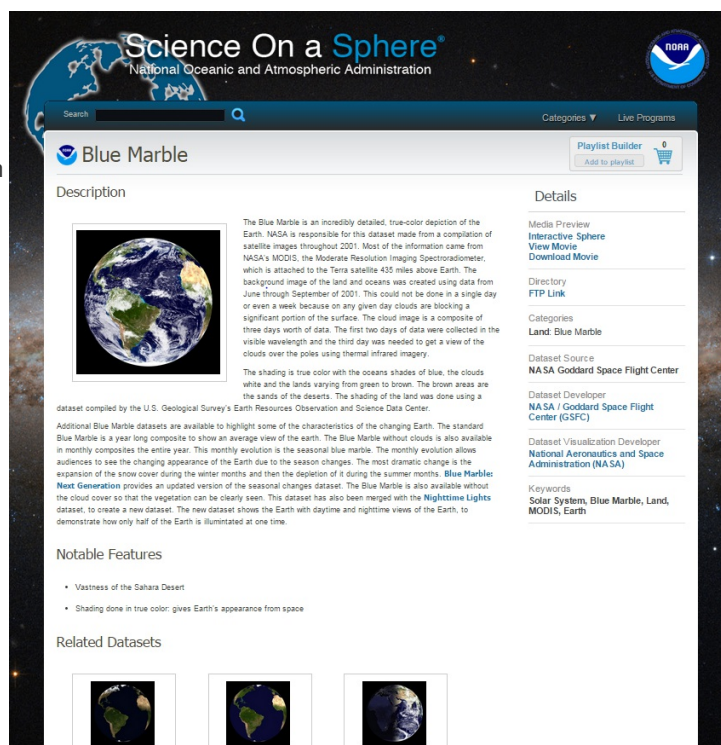 Science On a Sphere®
National Oceanic and Atmospheric Administration
NOAA
Search
Categories ▼ Live Programs
NOAA
Blue Marble
Playlist Builder 0
Add to playlist
n
Description
The Blue Marble is an incredibly detailed, true-color depiction of the
Earth. NASA is responsible for this dataset made from a compilation of
satellite images throughout 2001. Most of the information came from
NASA's MODIS, the Moderate Resolution Imaging Spectroradiometer,
which is attached to the Terra satellite 435 miles above Earth. The
background image of the land and oceans was created using data from
June through September of 2001. This could not be done in a single day
or even a week because on any given day clouds are blocking a
significant portion of the surface. The cloud image is a composite of
three days worth of data. The first two days of data were collected in the
visible wavelength and the third day was needed to get a view of the
clouds over the poles using thermal infrared imagery.
The shading is true color with the oceans shades of blue, the clouds
white and the lands varying from green to brown. The brown areas are
the sands of the deserts. The shading of the land was done using a
dataset compiled by the U.S. Geological Survey's Earth Resources Observation and Science Data Center.
Additional Blue Marble datasets are available to highlight some of the characteristics of the changing Earth. The standard
Blue Marble is a year long composite to show an average view of the earth. The Blue Marble without clouds is also available
in monthly composites the entire year. This monthly evolution is the seasonal blue marble. The monthly evolution allows
audiences to see the changing appearance of the Earth due to the season changes. The most dramatic change is the
expansion of the snow cover during the winter months and then the depletion of it during the summer months. Blue Marble:
Next Generation provides an updated version of the seasonal changes dataset. The Blue Marble is also available without
the cloud cover so that the vegetation can be clearly seen. This dataset has also been merged with the Nighttime Lights
dataset, to create a new dataset. The new dataset shows the Earth with daytime and nighttime views of the Earth, to
demonstrate how only half of the Earth is illumintated at one time.
Notable Features
• Vastness of the Sahara Desert
• Shading done in true color: gives Earth's appearance from space
Related Datasets
Details
Media Preview
Interactive Sphere
View Movie
Download Movie
Directory
FTP Link
Categories
Land: Blue Marble
Dataset Source
NASA Goddard Space Flight Center
Dataset Developer
NASA / Goddard Space Flight
Center (GSFC)
Dataset Visualization Developer
National Aeronautics and Space
Administration (NASA)
Keywords
Solar System, Blue Marble, Land,
MODIS, Earth